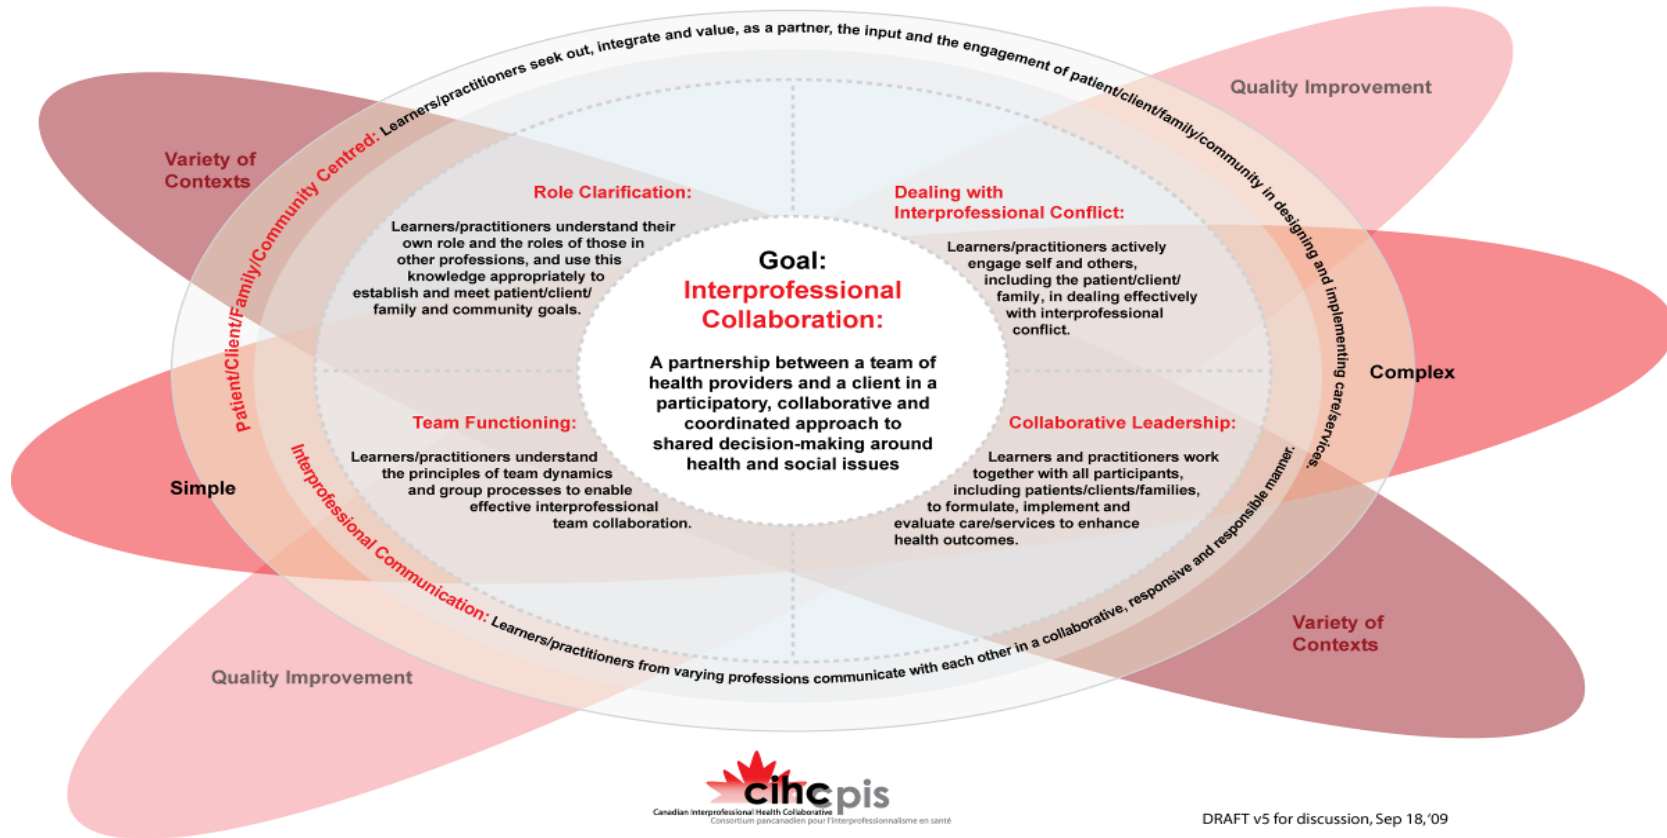 Patient/Client/Family/Community Centred: Learners/practitioners seek out, integrate and value, as a partner, the input and the engagement of patient/client/family/community in designing and implementing care/services.
Quality Improvement
Variety of
Contexts
Role Clarification:
Learners/practitioners understand their
own role and the roles of those in
other professions, and use this
knowledge appropriately to
establish and meet patient/client/
family and community goals.
Dealing with
Interprofessional Conflict:
Learners/practitioners actively
engage self and others,
including the patient/client/
family, in dealing effectively
with interprofessional
conflict.
Goal:
Interprofessional
Collaboration:
A partnership between a team of
health providers and a client in a
participatory, collaborative and
coordinated approach to
shared decision-making around
health and social issues
Complex
Team Functioning:
Learners/practitioners understand
the principles of team dynamics
and group processes to enable
effective interprofessional
team collaboration.
Collaborative Leadership:
Learners and practitioners work
together with all participants,
including patients/clients/families,
to formulate, implement and
evaluate care/services to enhance
health outcomes.
Simple
Interprofessional Communication: Learners/practitioners from varying professions communicate with each other in a collaborative, responsive and responsible manner.
Variety of
Contexts
Quality Improvement
cihc pis
Canadian Interprofessional Health Collaborative
Consortium pancanadien pour l'interprofessionnalisme en santé
DRAFT v5 for discussion, Sep 18,'09